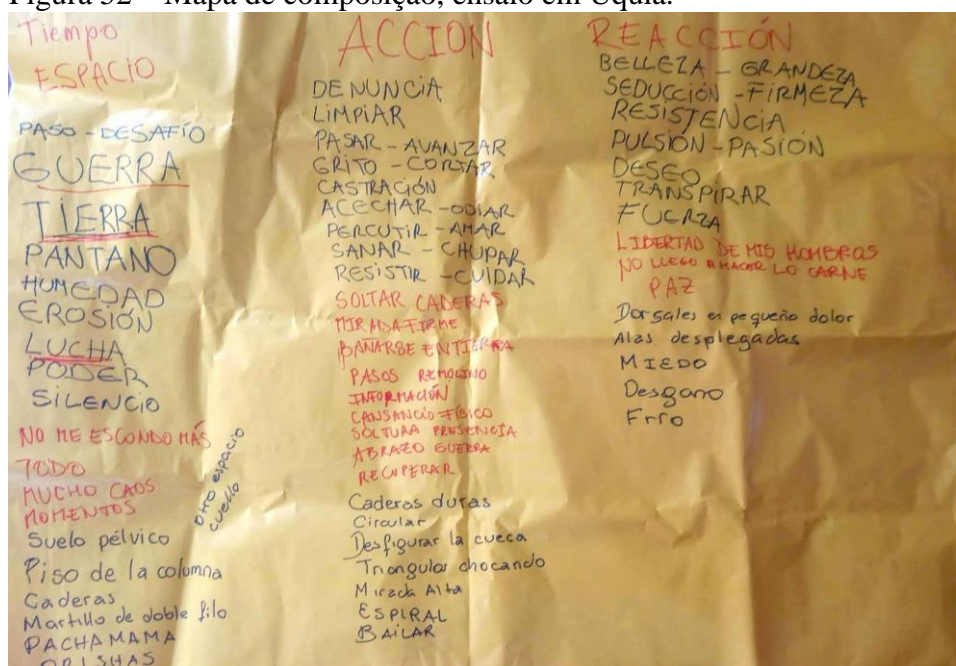 Figura 52 – Mapa de composição, ensaio em Uquía.
Tiempo
ESPACIO
PASO - DESAFÍO
GUERRA
TIERRA
PANTANO
HUMEDAD
EROSIÓN
LUCHA
PODER
SILENCIO
NO ME ESCONDO MÁS
TODO
MUCHO CAOS
MOMENTOS
Otro espacio
cuello
Suelo pélvico
Piso de la columna
Caderas
Martillo de doble filo
PACHAMAMA
ORISHAS
ACCION
DENUNCIA
LIMPIAR
PASAR - AVANZAR
GRITO - CORTAR
CASTRACIÓN
ACECHAR - ODIAR
PERCUTIR - AMAR
SANAR - CHUPAR
RESISTIR - CUIDAR
SOLTAR CADERAS
MIRADA FIRME
BAÑARSE EN TIERRA
PASOS REMOLINO
INFORMACIÓN
CANSANCIO FÍSICO
SOLTURA PRESENCIA
ABRAZO GUERRA
RECUPERAR
Caderas duras
Circular
Desfigurar la cueca
Triangular chocando
Mirada Alta
ESPIRAL
BAILAR
REACCIÓN
BELLEZA - GRANDEZA
SEDUCCIÓN - FIRMEZA
RESISTENCIA
PULSIÓN - PASIÓN
DESEO
TRANSPIRAR
FUERZA
LIBERTAD DE MIS HOMBROS
NO LLEGO A HACER LO CARNE
PAZ
Dorsales en pequeño dolor
Alas desplegadas
MIEDO
Desgano
Frío